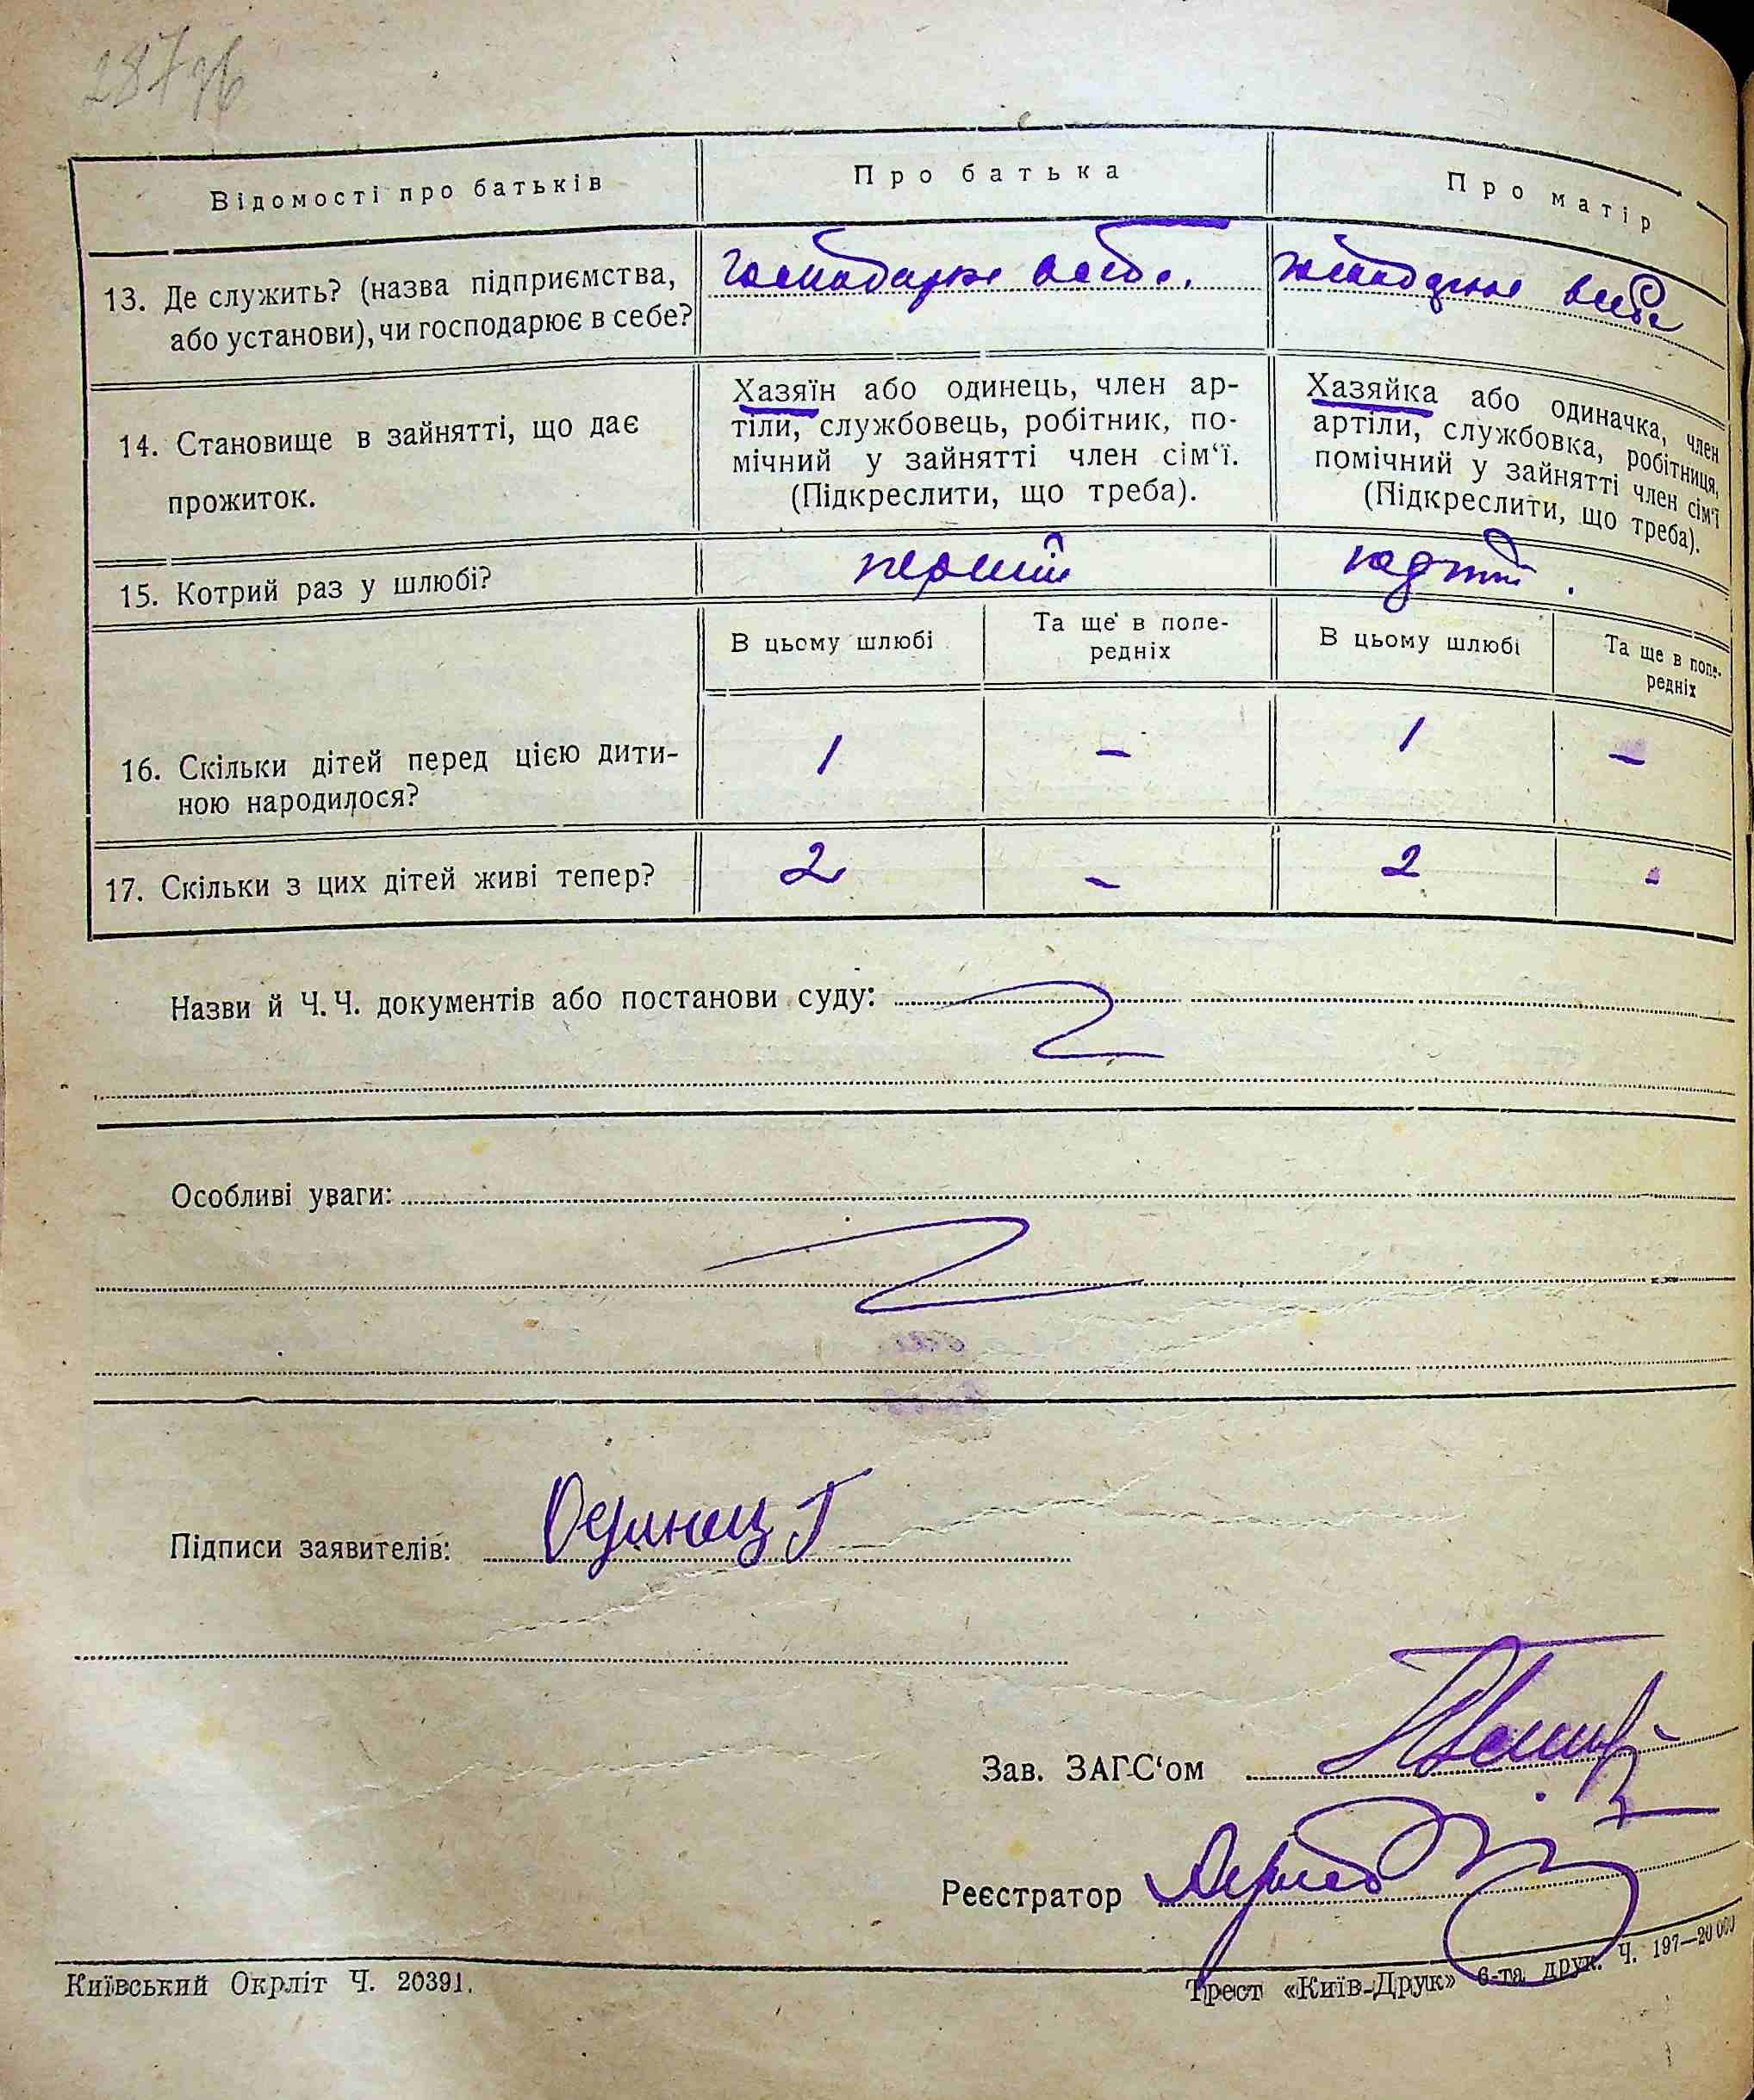 Відомості про батьків
Про батька
Про матір
13. Де служить? (назва підприємства,
або установи), чи господарює в себе?
господарює в себе.
14. Становище в зайнятті, що дає
прожиток.
Хазяїн або одинець, член ар-
тіли, службовець, робітник, по-
мічний у зайнятті член сім'ї.
(Підкреслити, що треба).
Хазяйка або одиначка, член
артіли, службовка, робітниця,
помічний у зайнятті член сім'ї
(Підкреслити, що треба).
15. Котрий раз у шлюбі?
перший
В цьому шлюбі
Та ще в попе-
редніх
В цьому шлюбі
Та ще в попе-
редніх
16. Скільки дітей перед цією дити-
ною народилося?
1 – 1 –
17. Скільки з цих дітей живі тепер?
2 – 2 -
Назви й Ч. Ч. документів або постанови суду:
Особливі уваги:
Підписи заявителів: Одинец Г
Зав. ЗАГС'ом
Реєстратор
Київський Окрліт Ч. 20391.
Трест «Київ-Друк» 6-та друк. Ч. 197—20 000